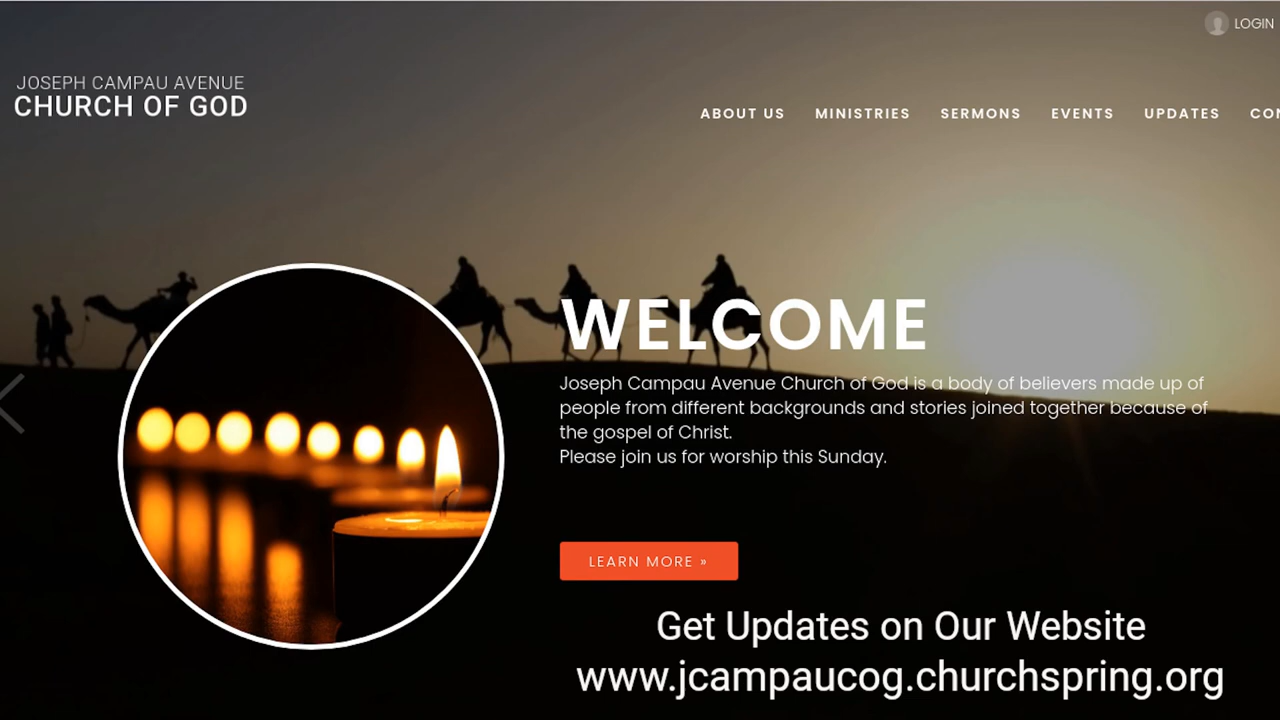 LOGIN
JOSEPH CAMPAU AVENUE
CHURCH OF GOD
ABOUT US MINISTRIES SERMONS EVENTS UPDATES
WELCOME
Joseph Campau Avenue Church of God is a body of believers made up of
people from different backgrounds and stories joined together because of
the gospel of Christ.
Please join us for worship this Sunday.
LEARN MORE »
Get Updates on Our Website
www.jcampaucog.churchspring.org